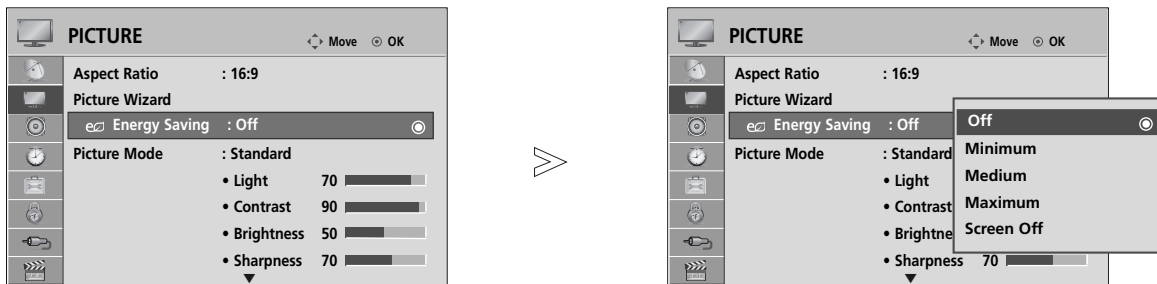 PICTURE
Move OK
Aspect Ratio : 16:9
Picture Wizard
e Energy Saving : Off
Picture Mode : Standard
• Light 70
• Contrast 90
• Brightness 50
• Sharpness 70
PICTURE
Move OK
Aspect Ratio : 16:9
Picture Wizard
e Energy Saving : Off
Picture Mode : Standard
• Light
• Contrast
• Brightne
• Sharpness 70
Off
Minimum
Medium
Maximum
Screen Off